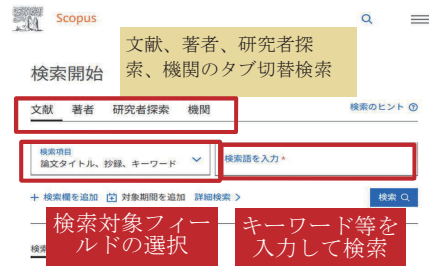 Scopus
文献、著者、研究者探
索、機関のタブ切替検索
検索開始
文献 著者 研究者探索 機関
検索のヒント
検索項目
論文タイトル、抄録、キーワード
検索語を入力 *
+ 検索欄を追加 対象期間を追加 詳細検索 >
検索
検索対象フィー
ルドの選択
キーワード等を
入力して検索